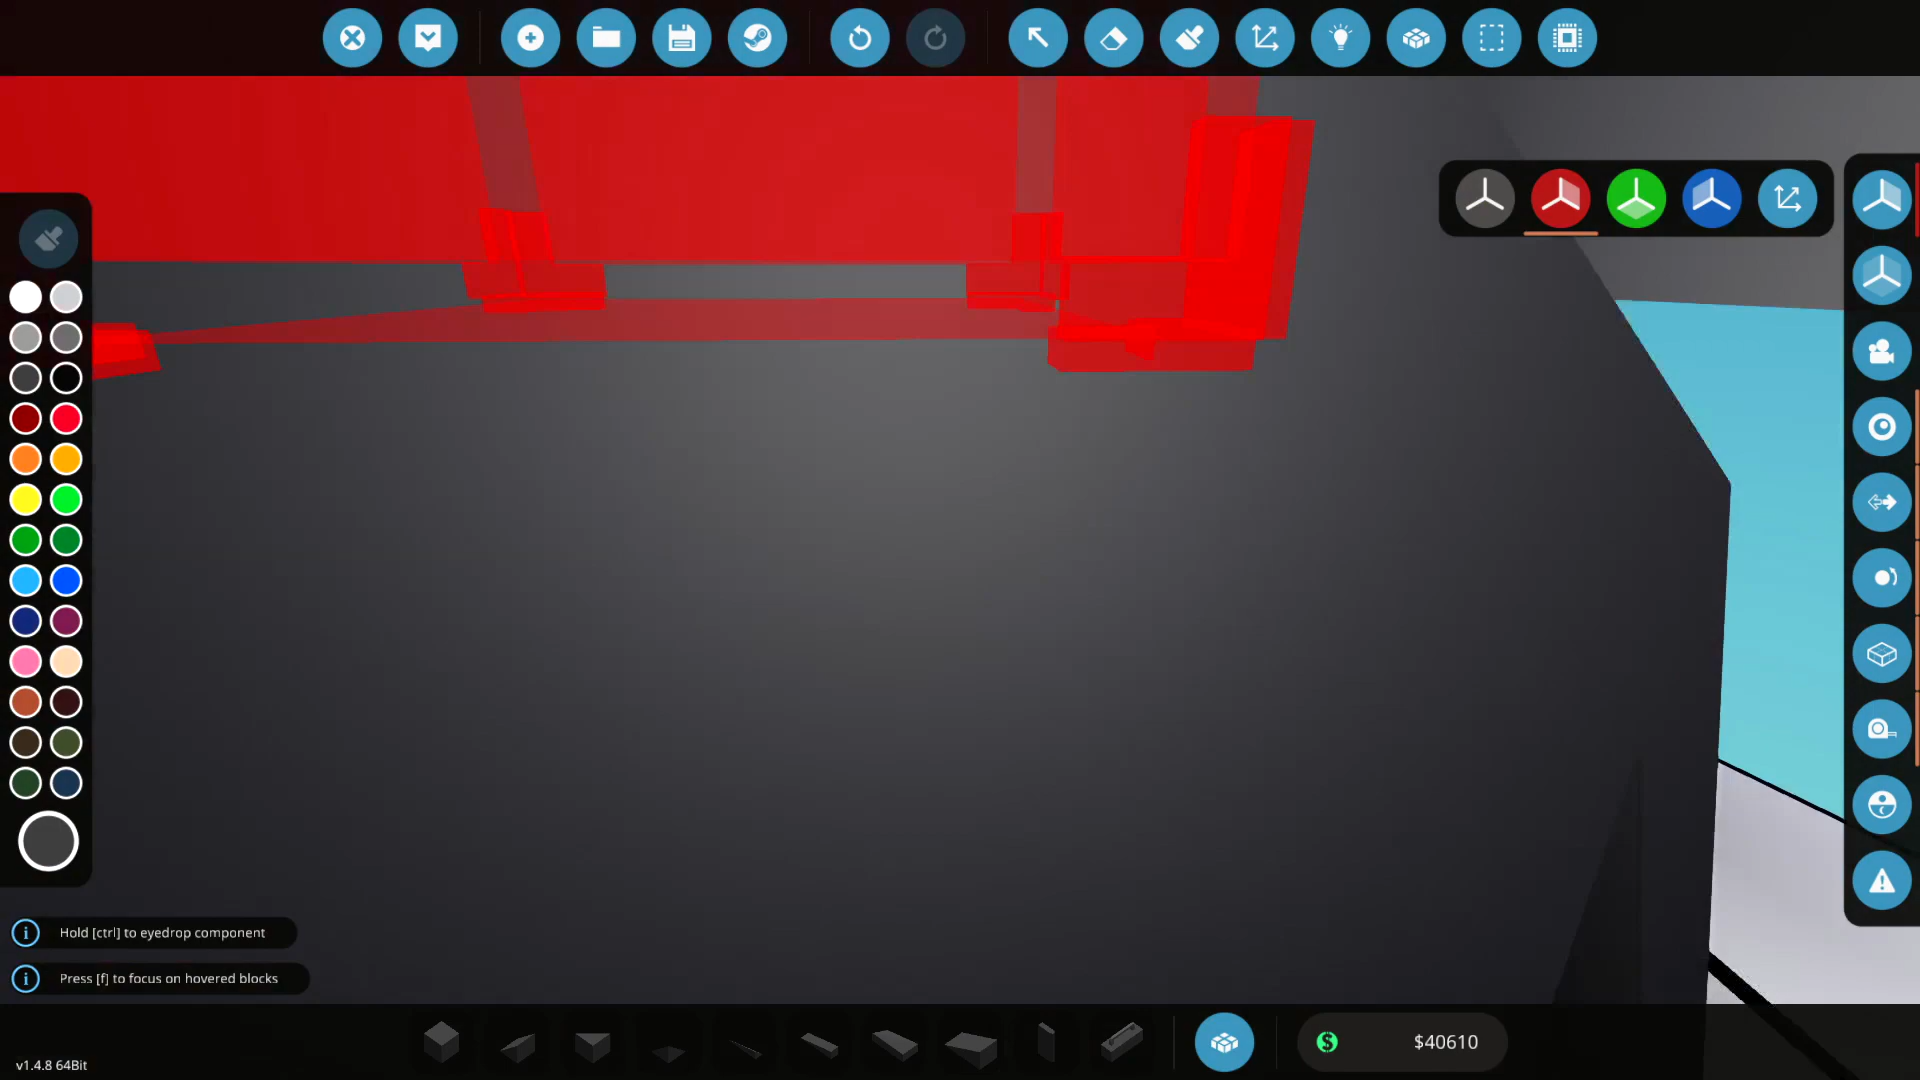 Hold [ctrl] to eyedrop component
Press [f] to focus on hovered blocks
$40610
v1.4.8 64Bit